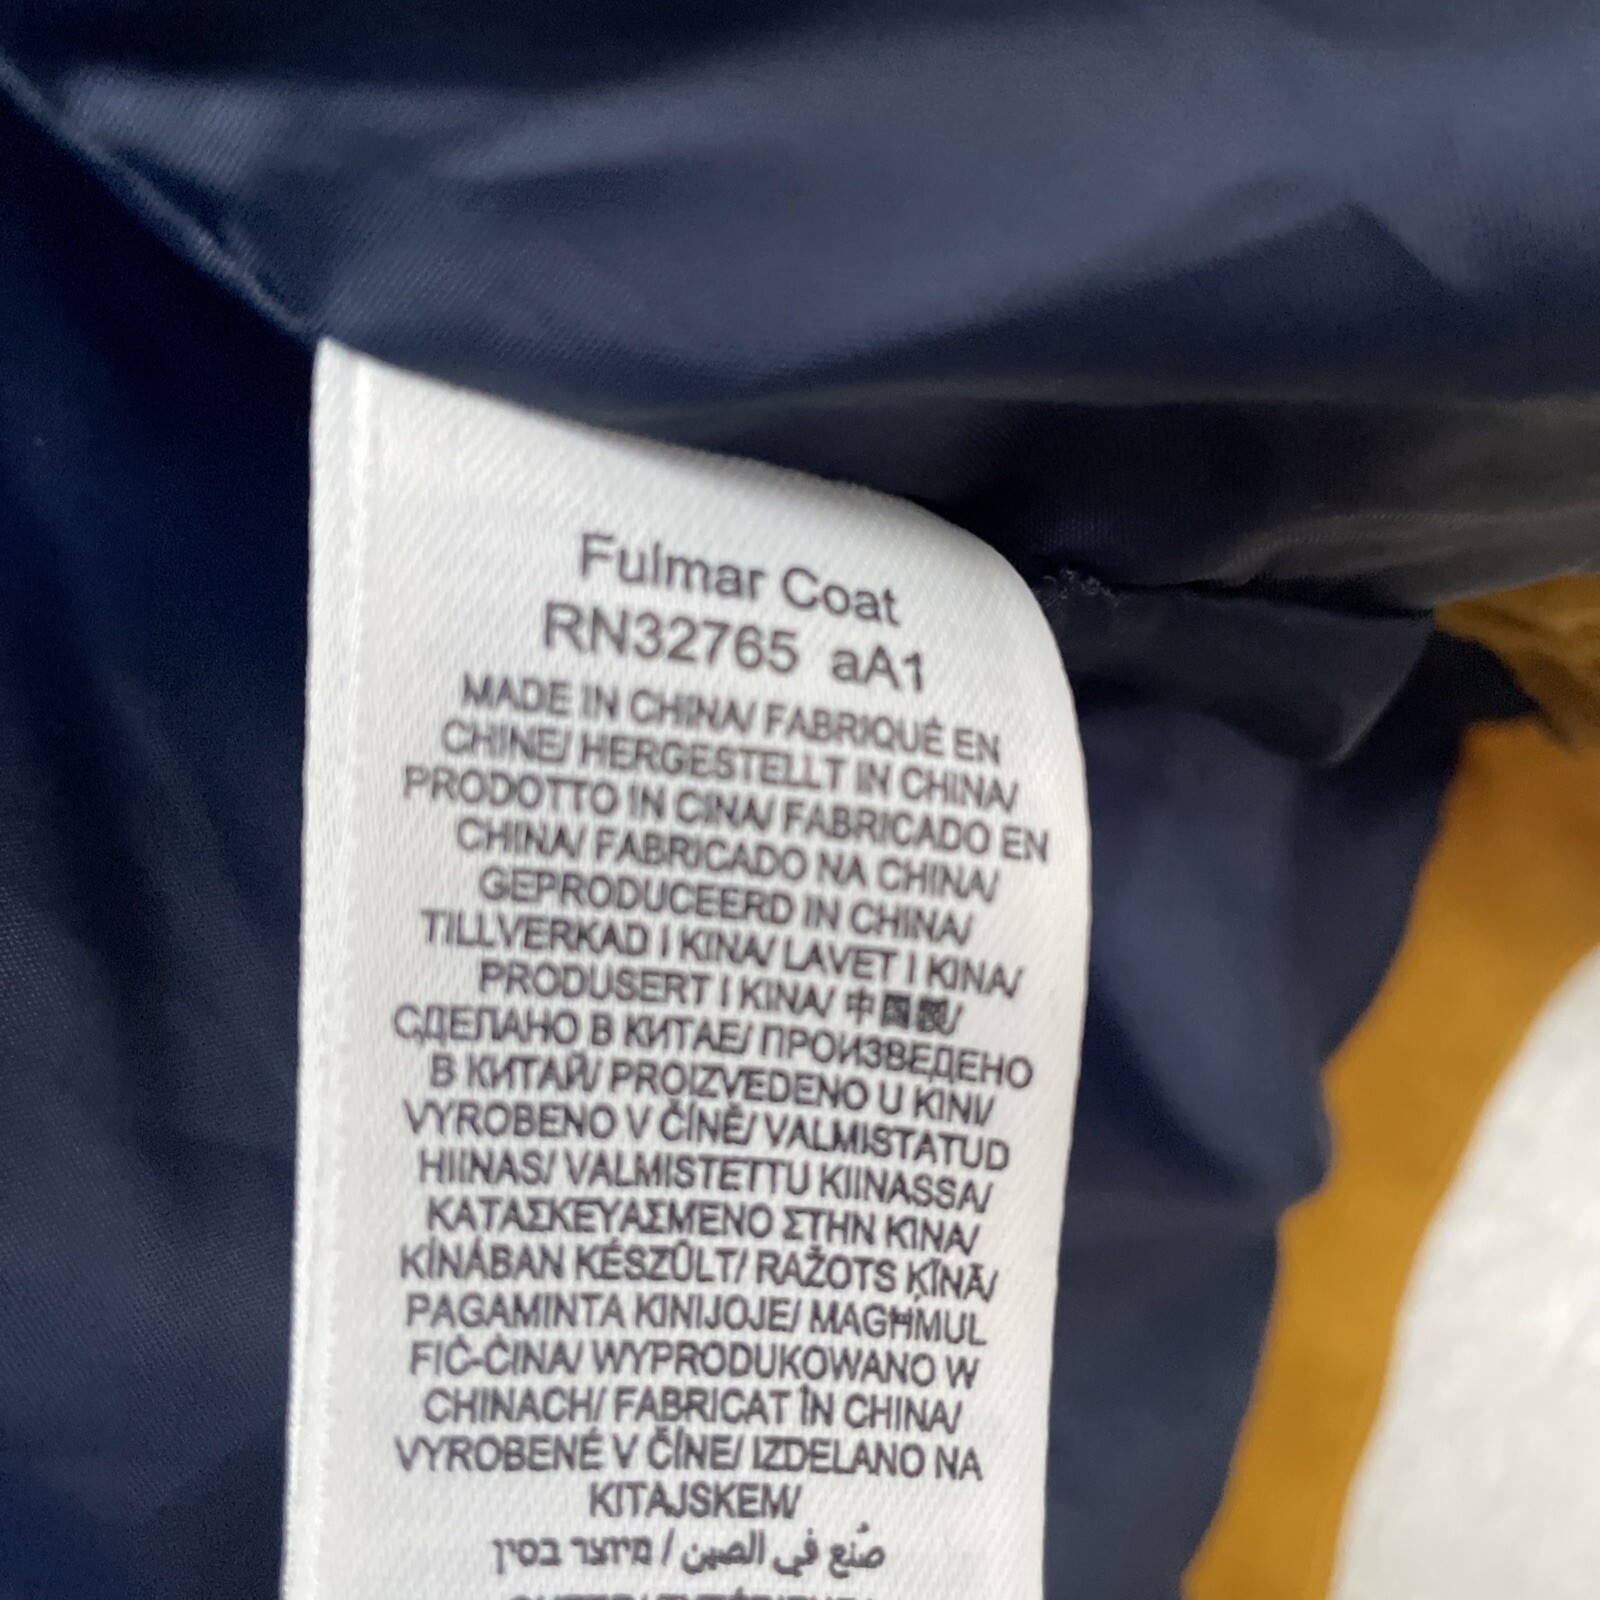 Fulmar Coat
RN32765 aA1
MADE IN CHINA/ FABRIQUÉ EN
CHINE/ HERGESTELLT IN CHINA/
PRODOTTO IN CINA/ FABRICADO EN
CHINA/ FABRICADO NA CHINA/
GEPRODUCEERD IN CHINA/
TILLVERKAD I KINA/ LAVET I KINA/
PRODUSERT I KINA/ 中国製/
СДЕЛАНО В КИТАЕ/ ПРОИЗВЕДЕНО
В КИТАЙ/ PROIZVEDENO U KINI/
VYROBENO V ČÍNĚ/ VALMISTATUD
HIINAS/ VALMISTETTU KIINASSA/
ΚΑΤΑΣΚΕΥΑΣΜΕΝΟ ΣΤΗΝ ΚΙΝΑ/
KÍNÁBAN KÉSZÛLT/ RAŽOTS ĶĪNĀ/
PAGAMINTA KINIJOJE/ MAGĦMUL
FIĊ-ĊINA/ WYPRODUKOWANO W
CHINACH/ FABRICAT ÎN CHINA/
VYROBENÉ V ČÍNE/ IZDELANO NA
KITAJSKEM/
صُنع في الصين / מיוצר בסין